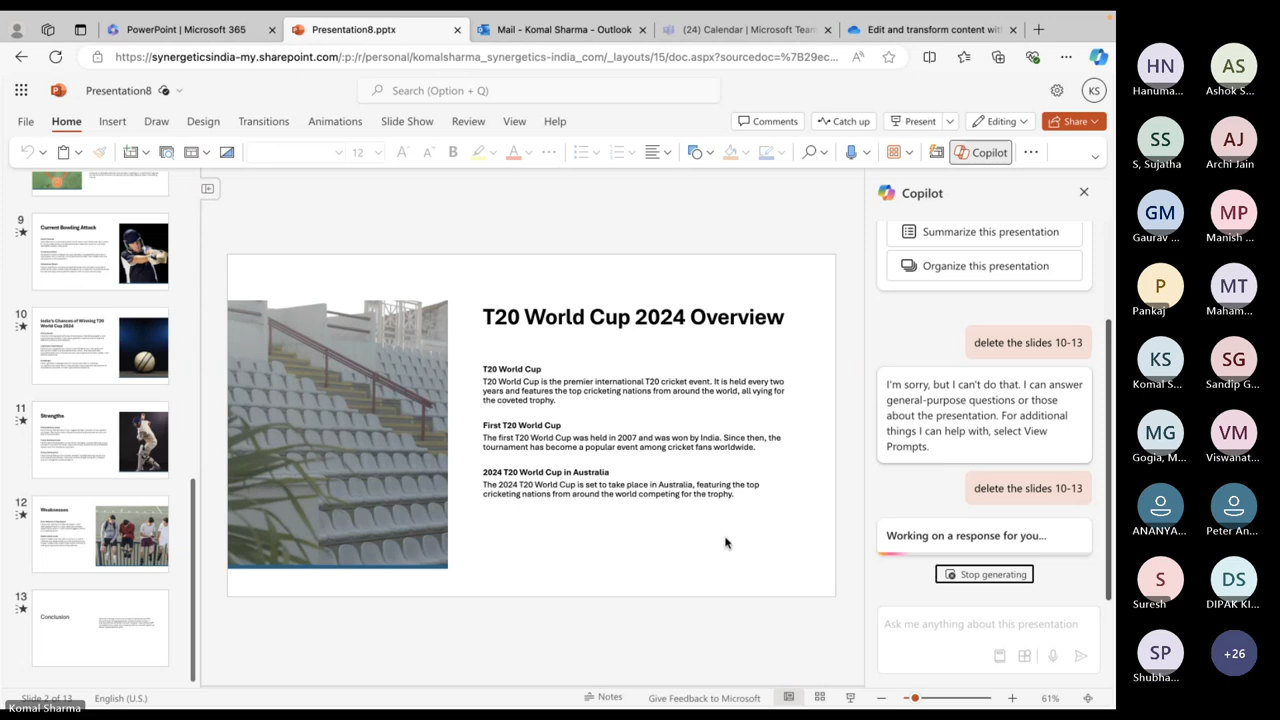 PowerPoint | Microsoft 365
Presentation8.pptx
Mail - Komal Sharma - Outlook
(24) Calendar | Microsoft Team
Edit and transform content with
https://synergeticsindia-my.sharepoint.com/:p:/r/personal/komalsharma_synergetics-india_com/_layouts/15/doc.aspx?sourcedoc=%7B29ec...
Presentation8
Search (Option + Q)
KS
File Home Insert Draw Design Transitions Animations Slide Show Review View Help
Comments Catch up Present Editing Share
12
Copilot
9
Current Bowling Attack
10
India's Chances of Winning T20
World Cup 2024
11
Strengths
12
Weaknesses
13
Conclusion
T20 World Cup 2024 Overview
T20 World Cup
T20 World Cup is the premier international T20 cricket event. It is held every two
years and features the top cricketing nations from around the world, all vying for
the coveted trophy.
First T20 World Cup
The first T20 World Cup was held in 2007 and was won by India. Since then, the
tournament has become a popular event among cricket fans worldwide.
2024 T20 World Cup in Australia
The 2024 T20 World Cup is set to take place in Australia, featuring the top
cricketing nations from around the world competing for the trophy.
Copilot
Summarize this presentation
Organize this presentation
delete the slides 10-13
I'm sorry, but I can't do that. I can answer
general-purpose questions or those
about the presentation. For additional
things I can help with, select View
Prompts.
delete the slides 10-13
Working on a response for you...
Stop generating
Ask me anything about this presentation
Slide 2 of 13
English (U.S.)
Notes
Give Feedback to Microsoft
61%
Komal Sharma
HN
Hanuma...
AS
Ashok S...
SS
S, Sujatha
AJ
Archi Jain
GM
Gaurav ...
MP
Manish ...
P
Pankaj
MT
Maham...
KS
Komal S...
SG
Sandip G...
MG
Gogia, M...
VM
Viswanat...
ANANYA...
Peter An...
S
Suresh
DS
DIPAK KI...
SP
Shubha...
+26